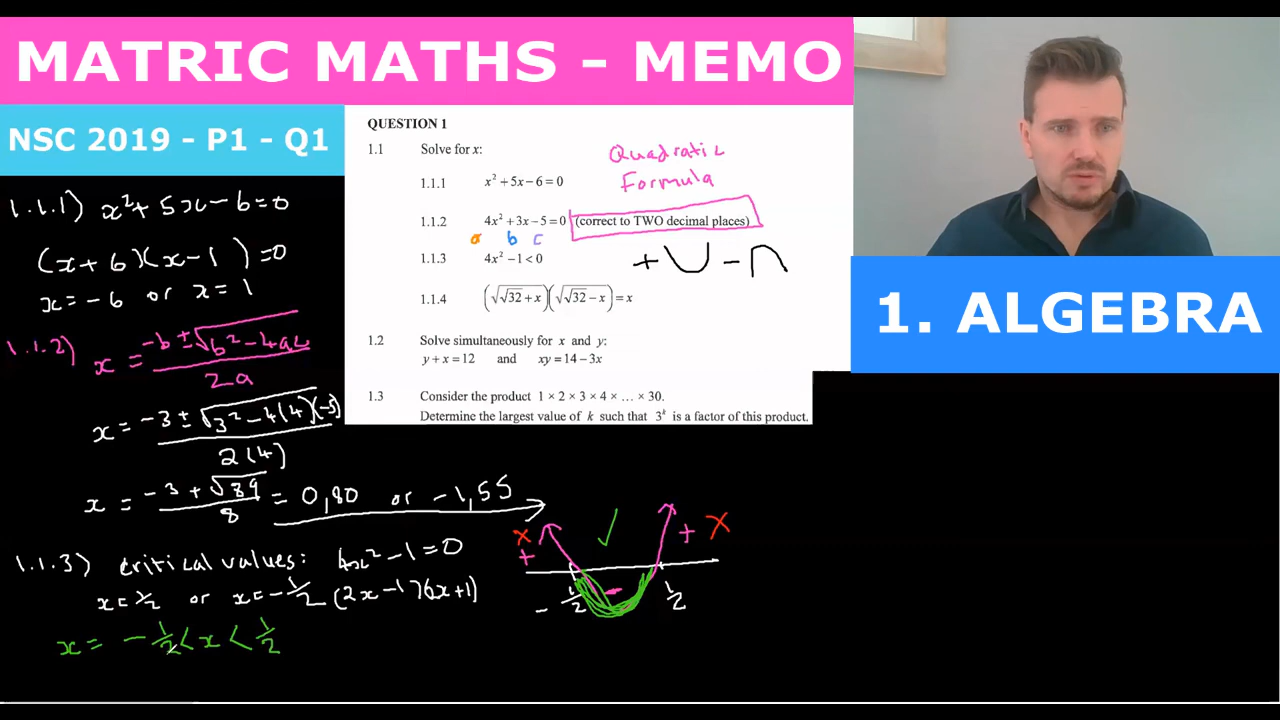 MATRIC MATHS – MEMO
NSC 2019 - P1 - Q1
1. ALGEBRA
QUESTION 1
1.1 Solve for x:
1.1.1 x² + 5x − 6 = 0
1.1.2 4x² + 3x − 5 = 0 (correct to TWO decimal places)
a b c
1.1.3 4x² − 1 < 0
1.1.4 (√(√32 + x))(√(√32 − x)) = x
1.2 Solve simultaneously for x and y:
y + x = 12 and xy = 14 − 3x
1.3 Consider the product 1 × 2 × 3 × 4 × ... × 30.
Determine the largest value of k such that 3ᵏ is a factor of this product.
Quadratic
Formula
+ ∪ − ∩
1.1.1) x² + 5x − 6 = 0
(x + 6)(x − 1) = 0
x = −6 or x = 1
1.1.2) x = (−b ± √(b² − 4ac))/2a
x = (−3 ± √(3² − 4(4)(−5)))/2(4)
x = (−3 + √89)/8 = 0,80 or −1,55
1.1.3) critical values: 4x² − 1 = 0
x = 1/2 or x = −1/2 (2x − 1)(2x + 1)
x = −1/2 < x < 1/2
x ✓ x
+ − +
−1/2 1/2